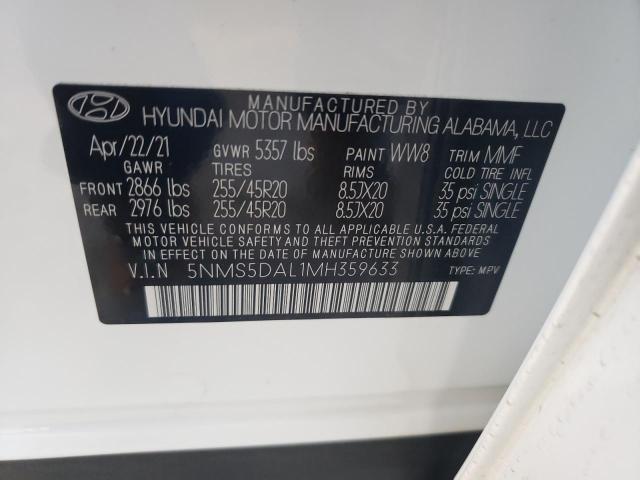 MANUFACTURED BY
HYUNDAI MOTOR MANUFACTURING ALABAMA, LLC
Apr/22/21 GVWR 5357 lbs PAINT WW8 TRIM MMF
GAWR TIRES RIMS COLD TIRE INFL
FRONT 2866 lbs 255/45R20 8.5JX20 35 psi SINGLE
REAR 2976 lbs 255/45R20 8.5JX20 35 psi SINGLE
THIS VEHICLE CONFORMS TO ALL APPLICABLE U.S.A. FEDERAL
MOTOR VEHICLE SAFETY AND THEFT PREVENTION STANDARDS
IN EFFECT ON THE DATE OF MANUFACTURE SHOWN ABOVE.
V.I.N 5NMS5DAL1MH359633 TYPE: MPV